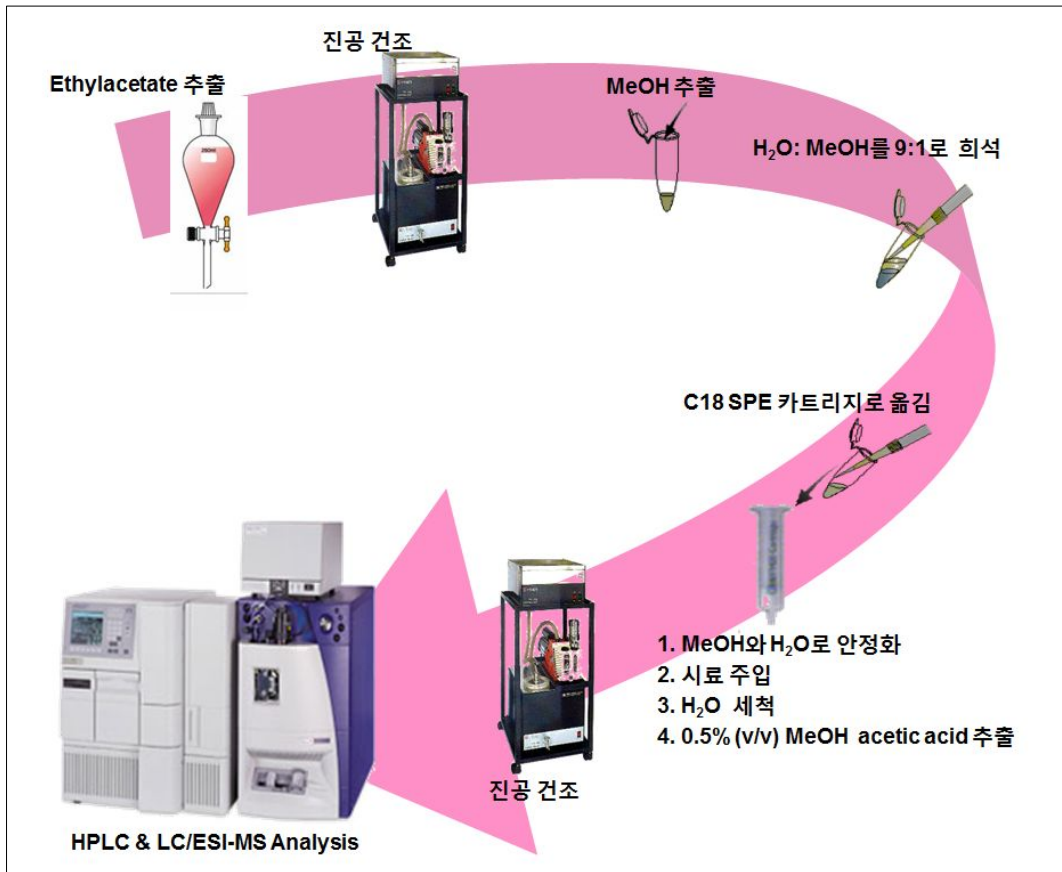 진공 건조
Ethylacetate 추출
MeOH 추출
H₂O: MeOH를 9:1로 희석
C18 SPE 카트리지로 옮김
1. MeOH와 H₂O로 안정화
2. 시료 주입
3. H₂O 세척
4. 0.5% (v/v) MeOH acetic acid 추출
진공 건조
HPLC & LC/ESI-MS Analysis